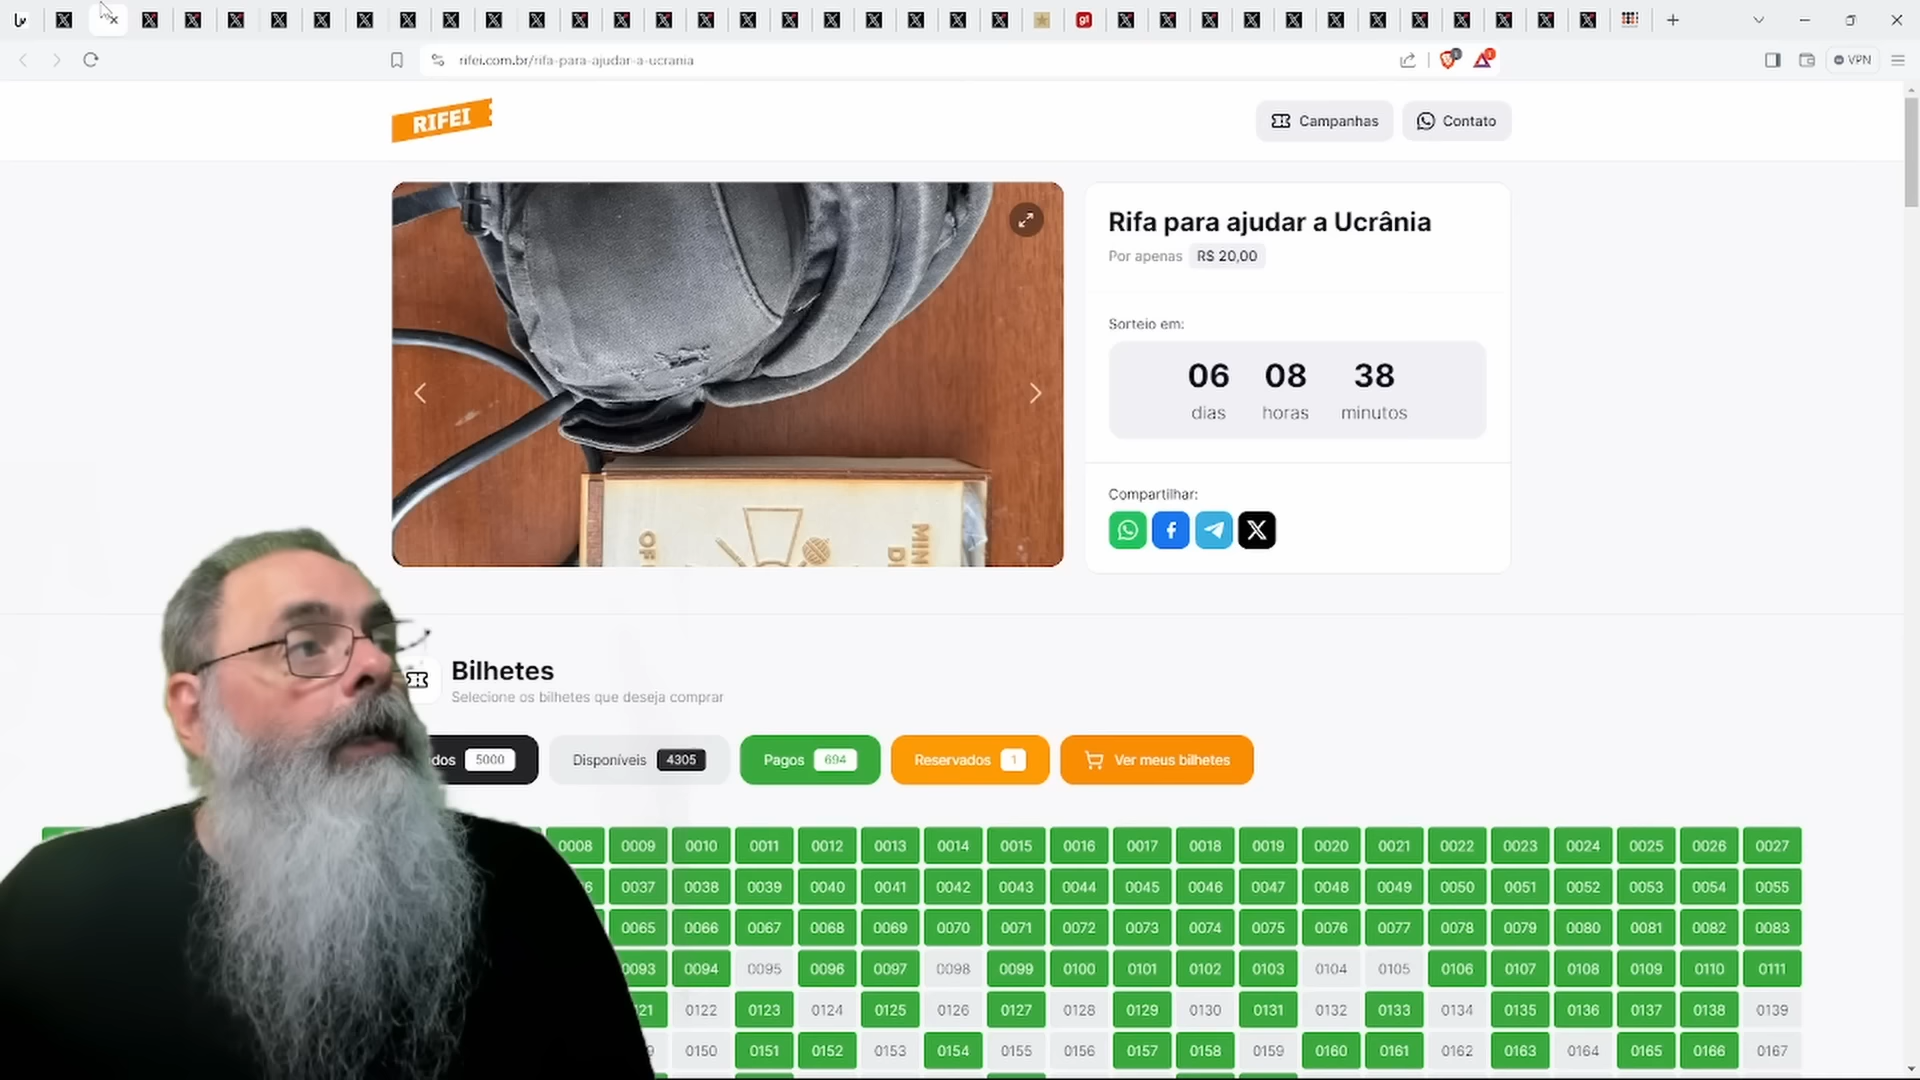 rifei.com.br/rifa-para-ajudar-a-ucrania
VPN
RIFEI
Campanhas
Contato
Rifa para ajudar a Ucrânia
Por apenas R$ 20,00
Sorteio em:
06 08 38
dias horas minutos
Compartilhar:
Bilhetes
Selecione os bilhetes que deseja comprar
5000 Disponíveis 4305 Pagos 694 Reservados 1 Ver meus bilhetes
0008 0009 0010 0011 0012 0013 0014 0015 0016 0017 0018 0019 0020 0021 0022 0023 0024 0025 0026 0027
0037 0038 0039 0040 0041 0042 0043 0044 0045 0046 0047 0048 0049 0050 0051 0052 0053 0054 0055
0065 0066 0067 0068 0069 0070 0071 0072 0073 0074 0075 0076 0077 0078 0079 0080 0081 0082 0083
0093 0094 0095 0096 0097 0098 0099 0100 0101 0102 0103 0104 0105 0106 0107 0108 0109 0110 0111
0122 0123 0124 0125 0126 0127 0128 0129 0130 0131 0132 0133 0134 0135 0136 0137 0138 0139
0150 0151 0152 0153 0154 0155 0156 0157 0158 0159 0160 0161 0162 0163 0164 0165 0166 0167